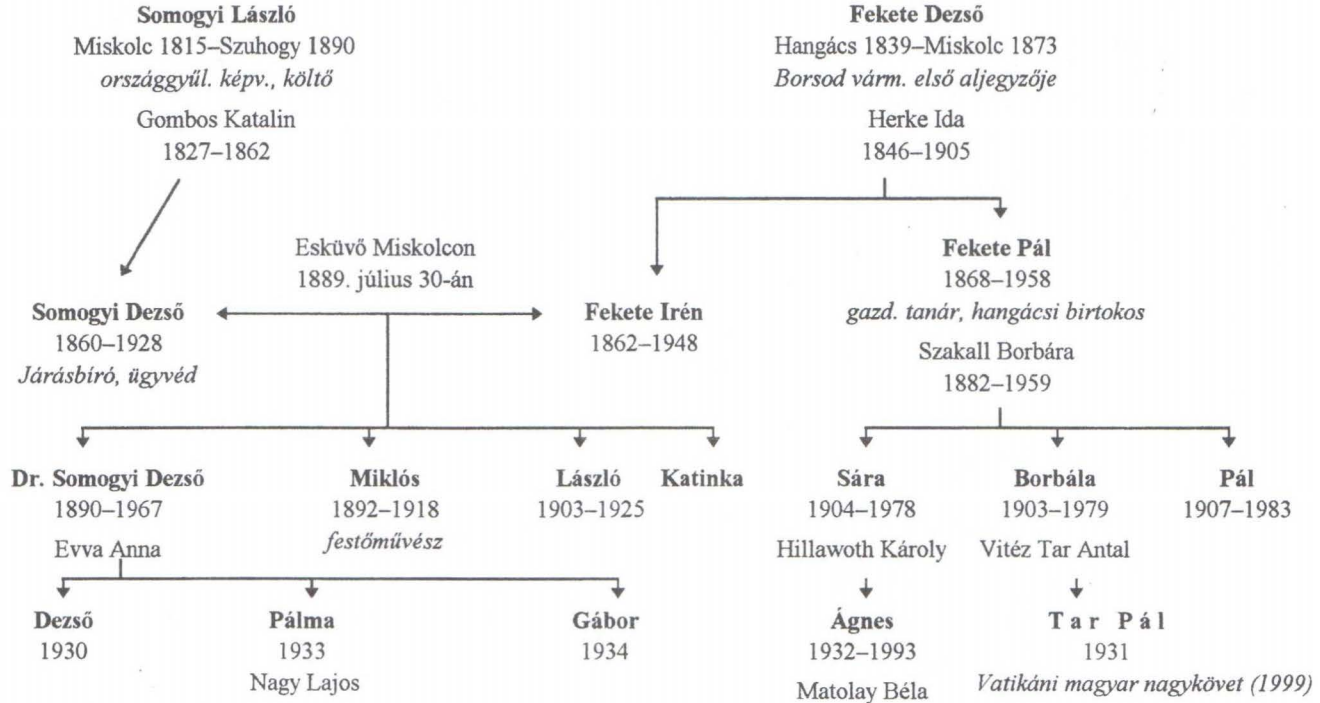 Somogyi László
Miskolc 1815–Szuhogy 1890
országgyűl. képv., költő
Gombos Katalin
1827–1862
Fekete Dezső
Hangács 1839–Miskolc 1873
Borsod várm. első aljegyzője
Herke Ida
1846–1905
Esküvő Miskolcon
1889. július 30-án
Somogyi Dezső
1860–1928
Járásbíró, ügyvéd
Fekete Irén
1862–1948
Fekete Pál
1868–1958
gazd. tanár, hangácsi birtokos
Szakall Borbára
1882–1959
Dr. Somogyi Dezső
1890–1967
Evva Anna
Miklós
1892–1918
festőművész
László
1903–1925
Katinka
Sára
1904–1978
Hillawoth Károly
Borbála
1903–1979
Vitéz Tar Antal
Pál
1907–1983
Dezső
1930
Pálma
1933
Nagy Lajos
Gábor
1934
Ágnes
1932–1993
Matolay Béla
Tar Pál
1931
Vatikáni magyar nagykövet (1999)